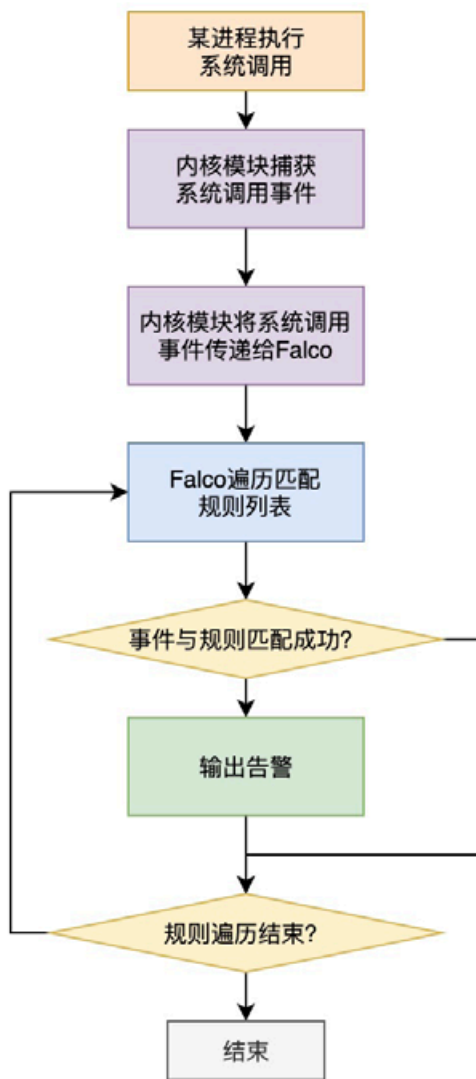 某进程执行
系统调用
内核模块捕获
系统调用事件
内核模块将系统调用
事件传递给Falco
Falco遍历匹配
规则列表
事件与规则匹配成功?
输出告警
规则遍历结束?
结束